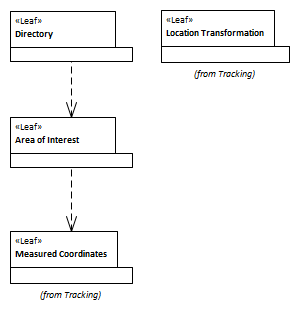 «Leaf»
Directory
«Leaf»
Location Transformation
(from Tracking)
«Leaf»
Area of Interest
«Leaf»
Measured Coordinates
(from Tracking)